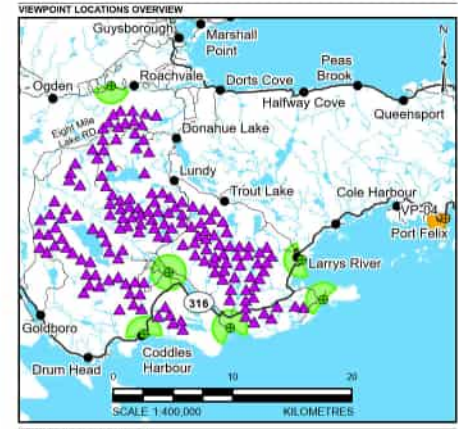 VIEWPOINT LOCATIONS OVERVIEW
Guysborough
Marshall
Point
N
Ogden
Roachvale
Dorts Cove
Peas
Brook
Halfway Cove
Queensport
Eight Mile
Lake RD.
Donahue Lake
Lundy
Trout Lake
Cole Harbour
Port Felix
Larrys River
316
Goldboro
Drum Head
Coddles
Harbour
0 10 20
SCALE 1:400,000 KILOMETRES